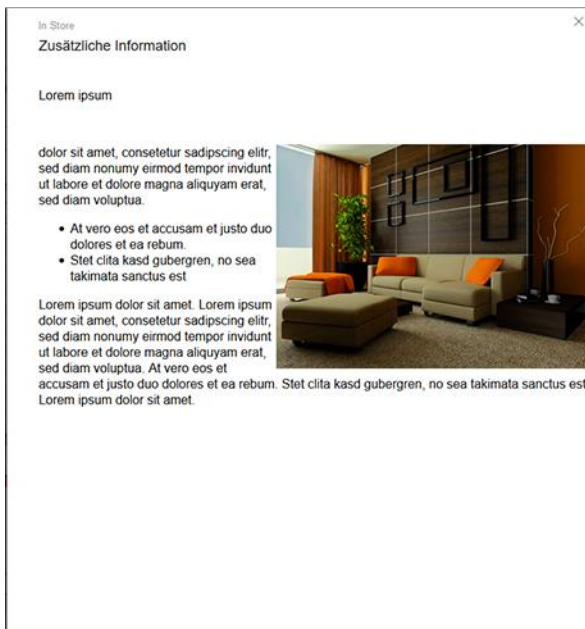 In Store
Zusätzliche Information
Lorem ipsum
dolor sit amet, consetetur sadipscing elitr,
sed diam nonumy eirmod tempor invidunt
ut labore et dolore magna aliquyam erat,
sed diam voluptua.
• At vero eos et accusam et justo duo
dolores et ea rebum.
• Stet clita kasd gubergren, no sea
takimata sanctus est
Lorem ipsum dolor sit amet. Lorem ipsum
dolor sit amet, consetetur sadipscing elitr,
sed diam nonumy eirmod tempor invidunt
ut labore et dolore magna aliquyam erat,
sed diam voluptua. At vero eos et
accusam et justo duo dolores et ea rebum. Stet clita kasd gubergren, no sea takimata sanctus est
Lorem ipsum dolor sit amet.